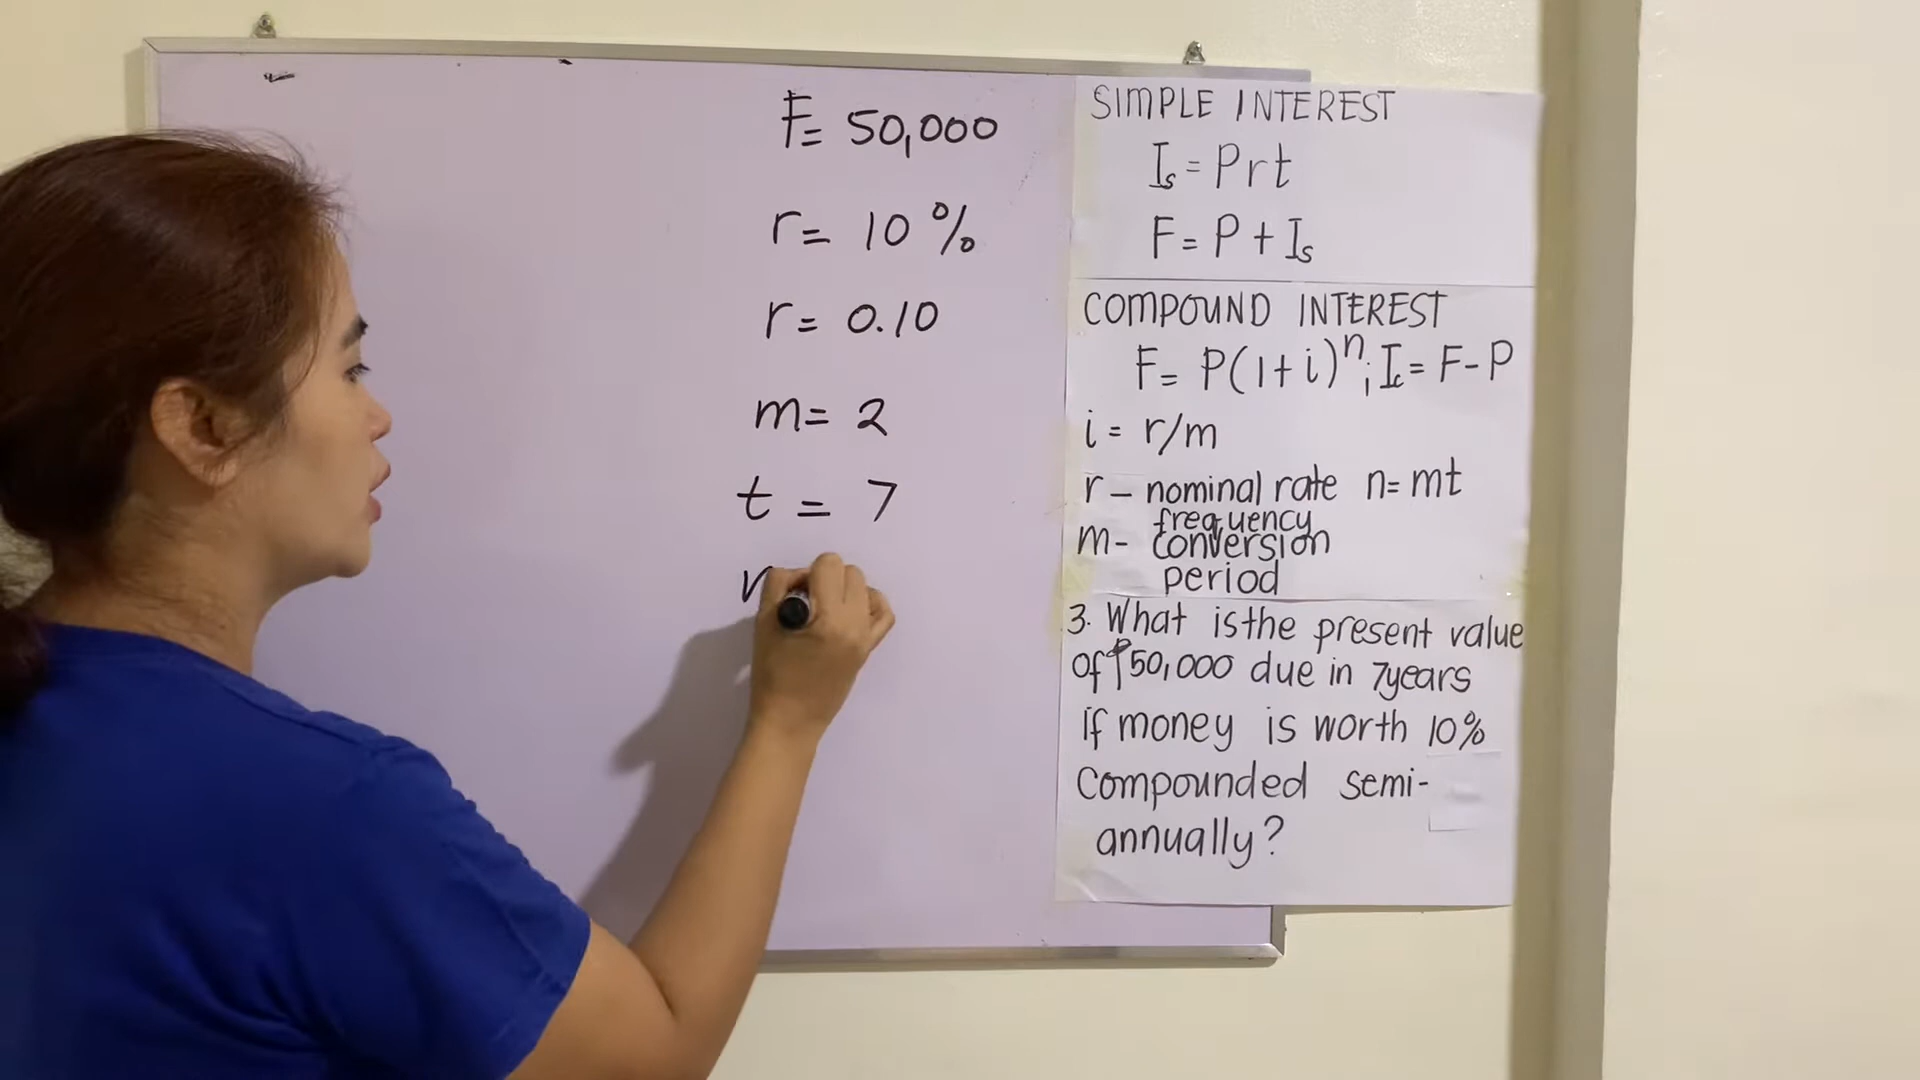 F= 50,000
r= 10 %
r= 0.10
m= 2
t = 7
SIMPLE INTEREST
Is = Prt
F= P + Is
COMPOUND INTEREST
F= P(1+i)ⁿ; Ic= F-P
i = r/m
r – nominal rate n= mt
m- frequency conversion
period
3. What is the present value
of ₱50,000 due in 7years
if money is worth 10%
compounded semi-
annually?